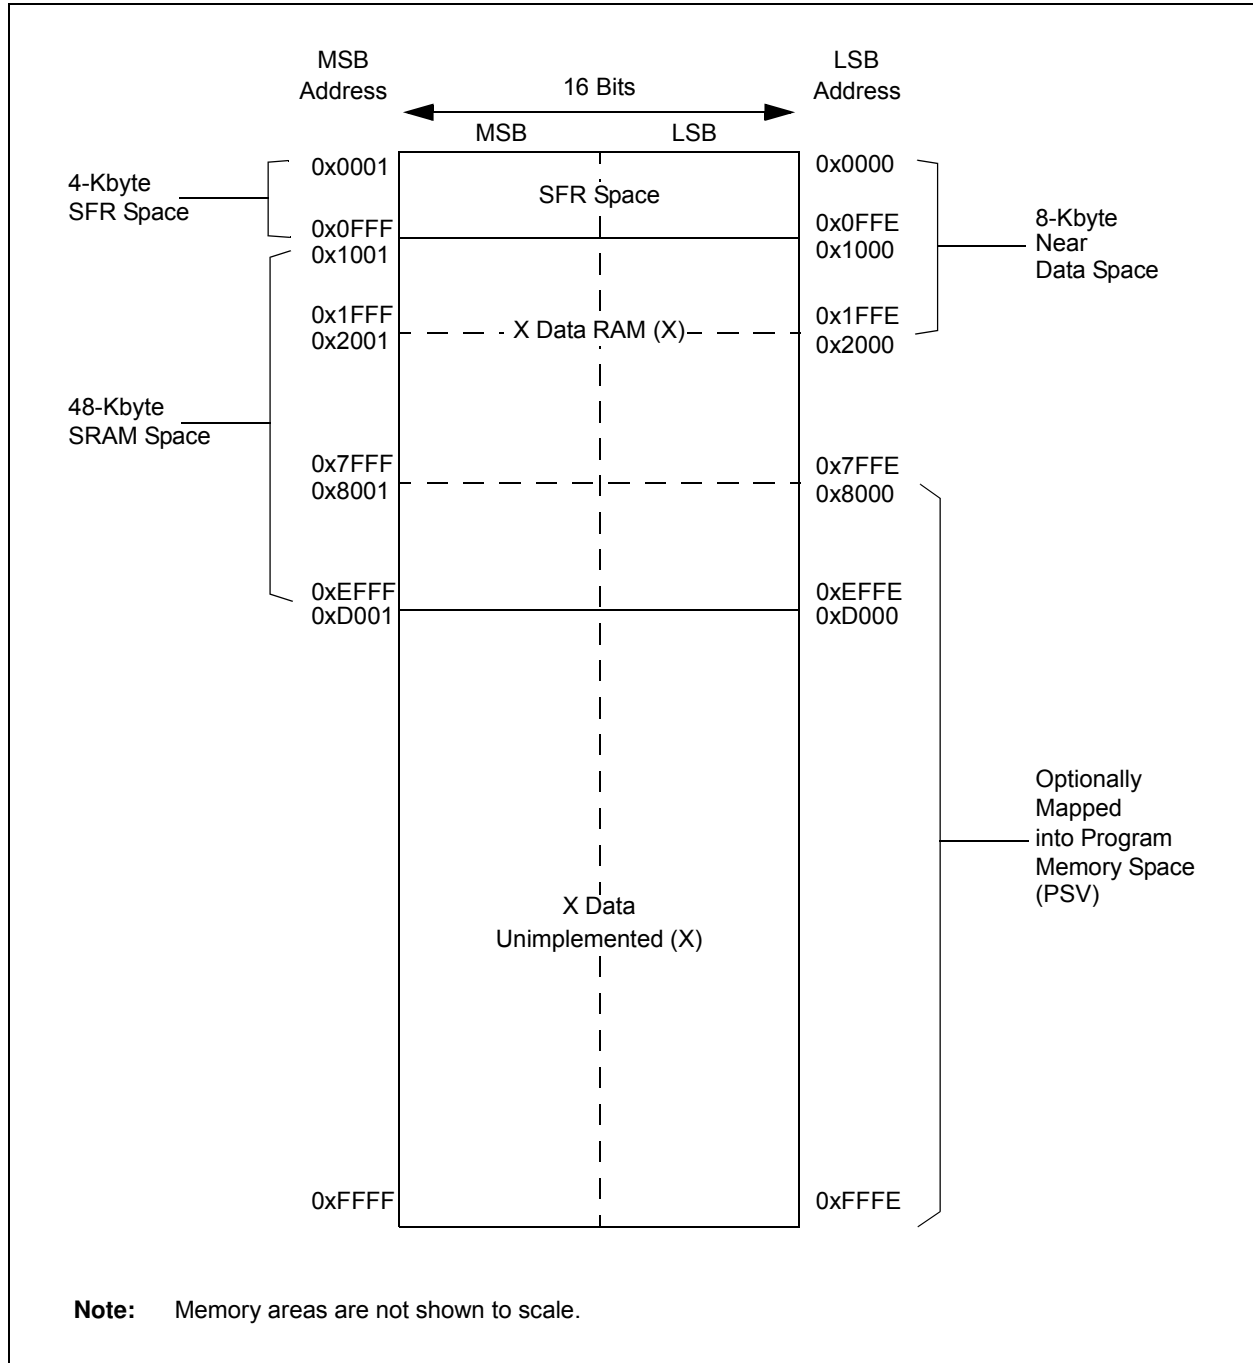 MSB
Address
16 Bits
LSB
Address
MSB
LSB
4-Kbyte
SFR Space
0x0001
0x0FFF
0x1001
SFR Space
0x0000
0x0FFE
0x1000
8-Kbyte
Near
Data Space
0x1FFF
0x2001
X Data RAM (X)
0x1FFE
0x2000
48-Kbyte
SRAM Space
0x7FFF
0x8001
0x7FFE
0x8000
0xEFFF
0xD001
0xEFFE
0xD000
Optionally
Mapped
into Program
Memory Space
(PSV)
X Data
Unimplemented (X)
0xFFFF
0xFFFE
Note: Memory areas are not shown to scale.